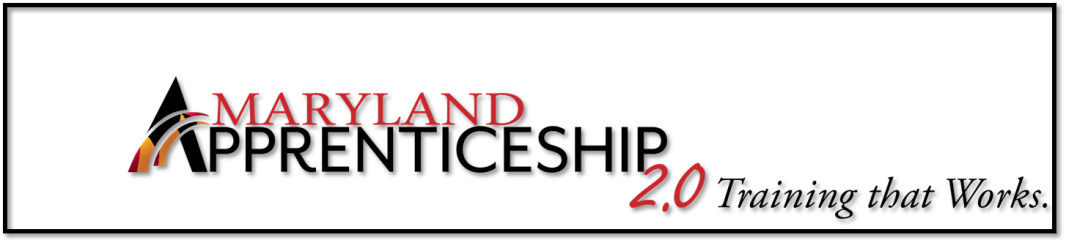 MARYLAND
APPRENTICESHIP
2.0 Training that Works.